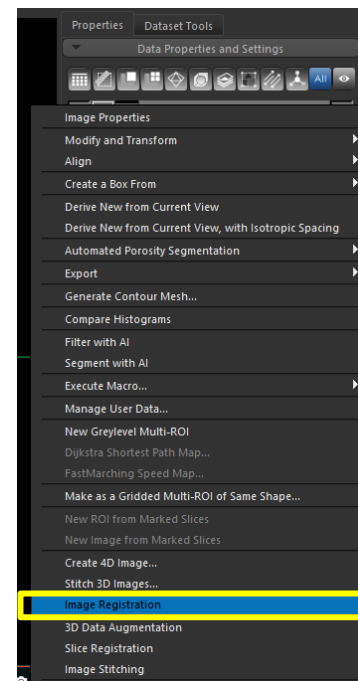 Properties Dataset Tools
Data Properties and Settings
All
Image Properties
Modify and Transform
Align
Create a Box From
Derive New from Current View
Derive New from Current View, with Isotropic Spacing
Automated Porosity Segmentation
Export
Generate Contour Mesh...
Compare Histograms
Filter with AI
Segment with AI
Execute Macro...
Manage User Data...
New Greylevel Multi-ROI
Dijkstra Shortest Path Map...
FastMarching Speed Map...
Make as a Gridded Multi-ROI of Same Shape...
New ROI from Marked Slices
New Image from Marked Slices
Create 4D Image...
Stitch 3D Images...
Image Registration
3D Data Augmentation
Slice Registration
Image Stitching